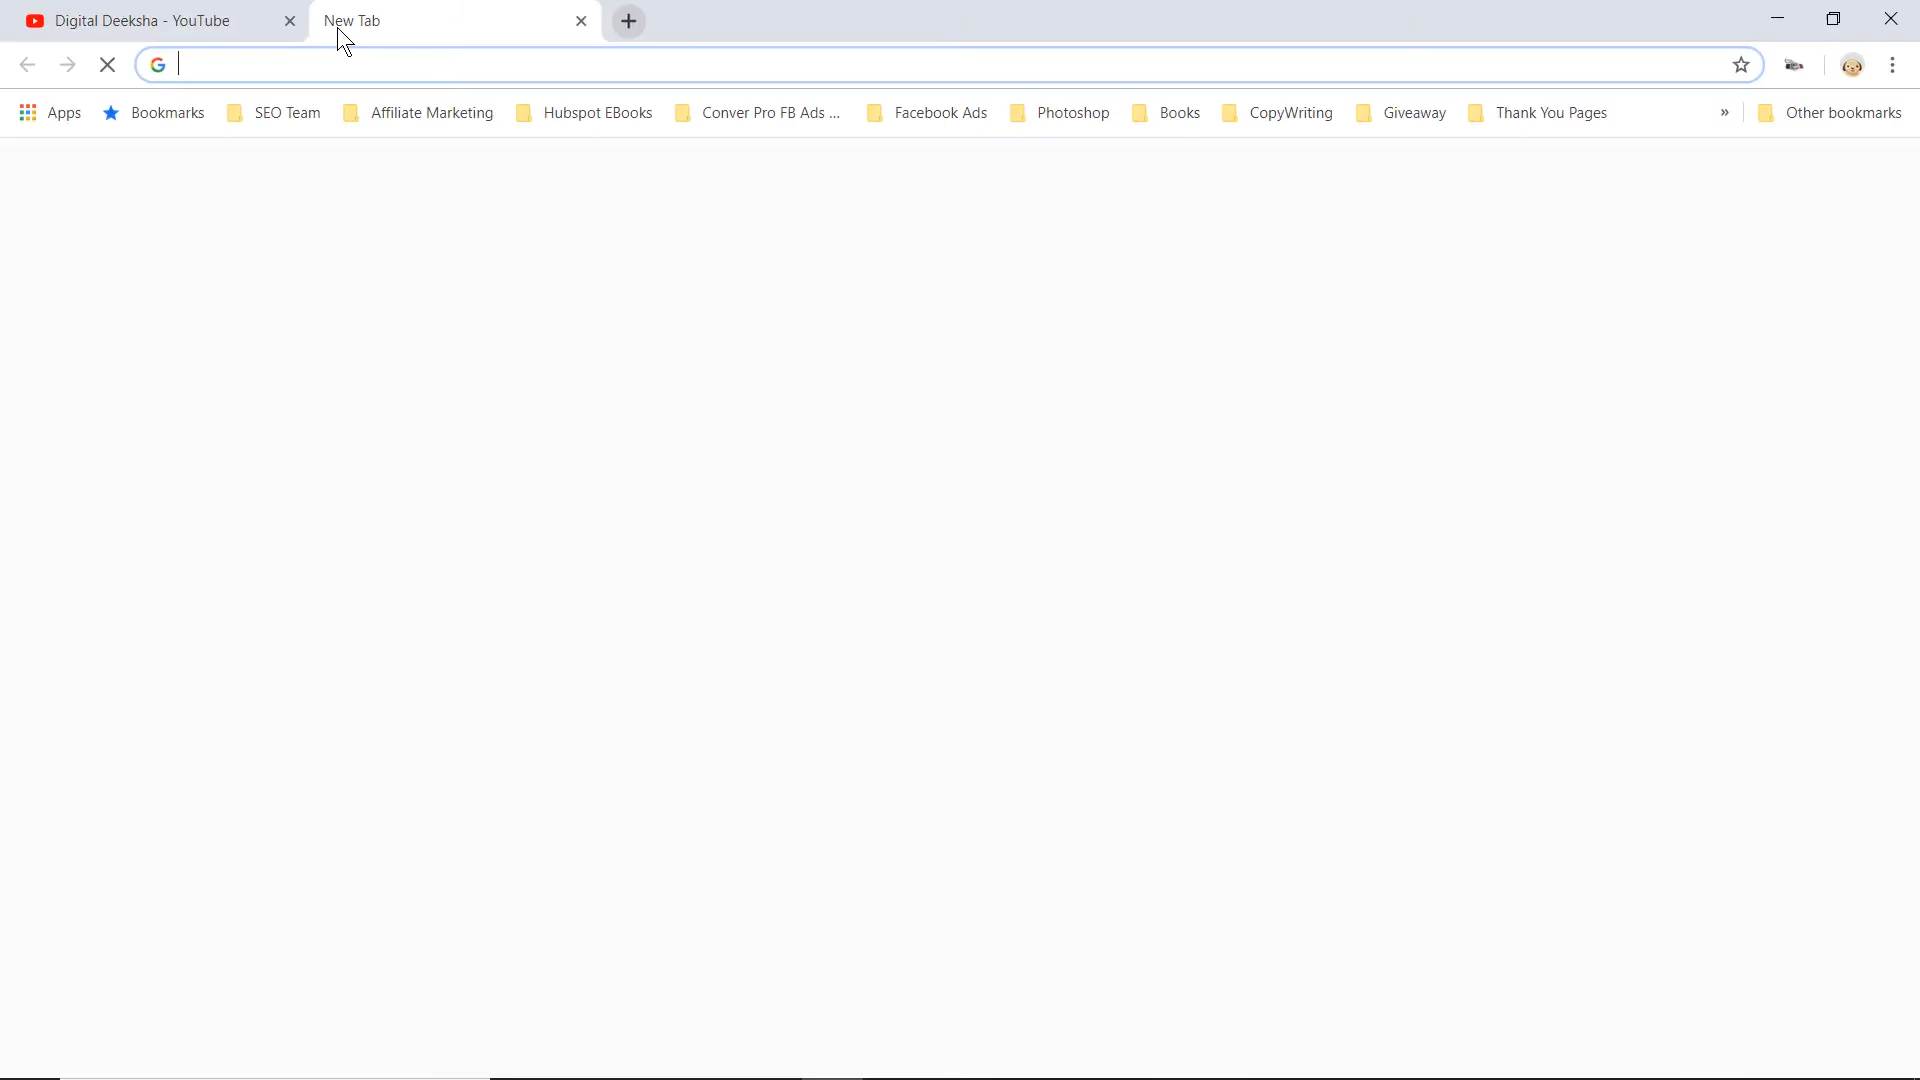 Digital Deeksha - YouTube
New Tab
Apps
Bookmarks
SEO Team
Affiliate Marketing
Hubspot EBooks
Conver Pro FB Ads ...
Facebook Ads
Photoshop
Books
CopyWriting
Giveaway
Thank You Pages
»
Other bookmarks